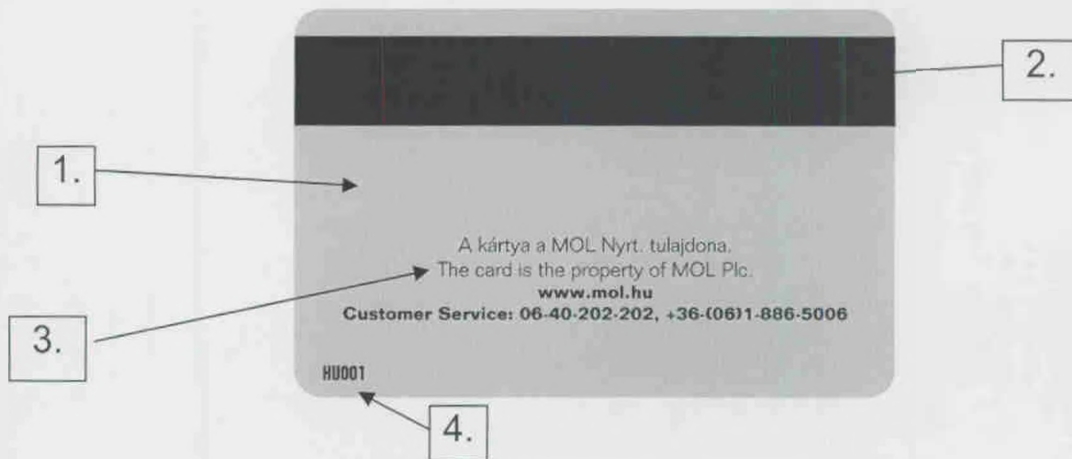 2.
1.
A kártya a MOL Nyrt. tulajdona.
The card is the property of MOL Plc.
www.mol.hu
Customer Service: 06-40-202-202, +36-(06)1-886-5006
3.
HU001
4.